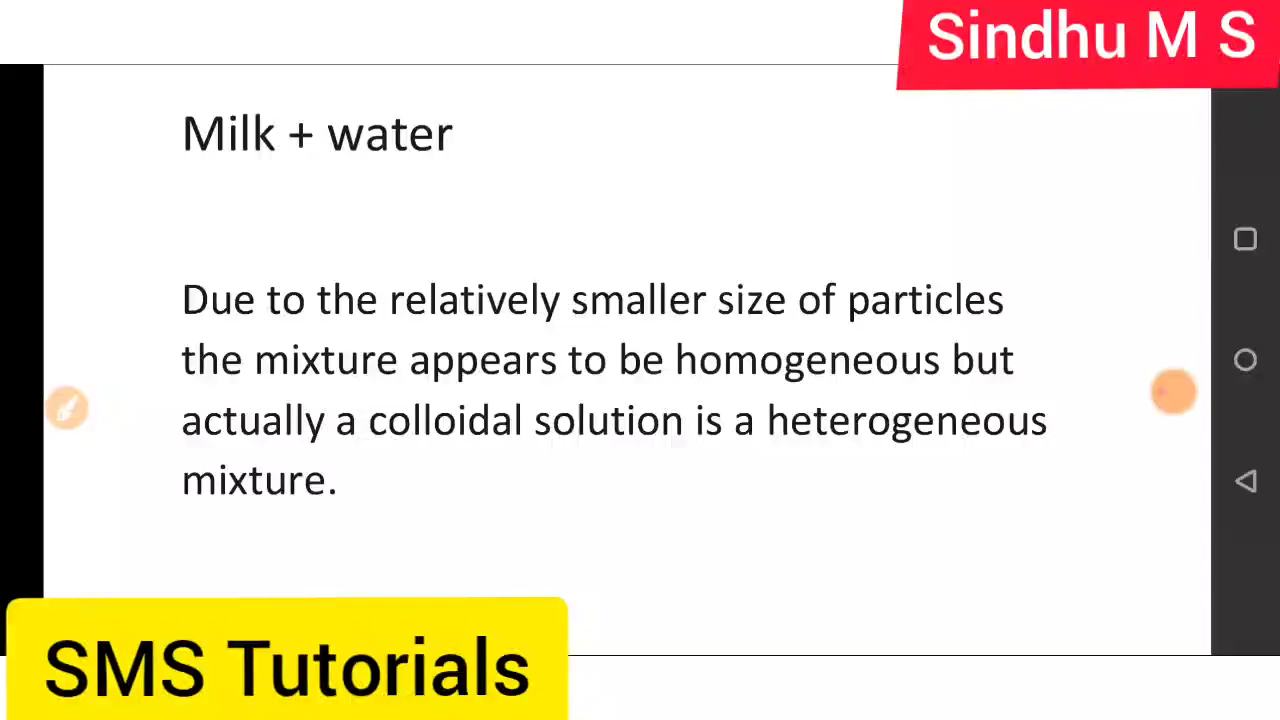 Sindhu M S
Milk + water
Due to the relatively smaller size of particles
the mixture appears to be homogeneous but
actually a colloidal solution is a heterogeneous
mixture.
SMS Tutorials